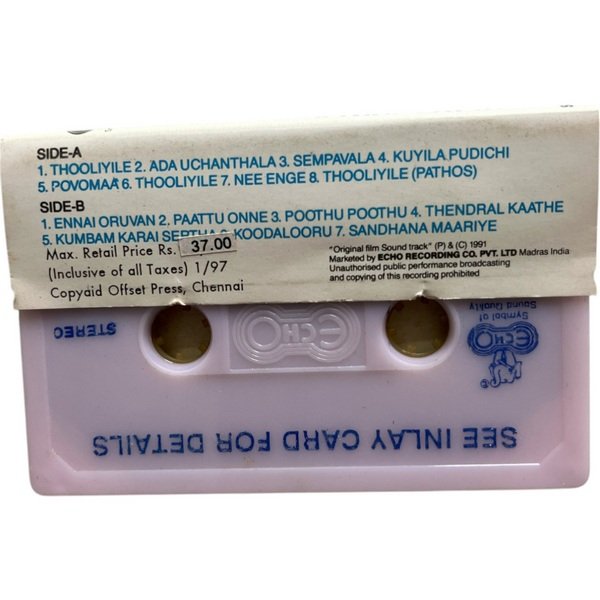 SIDE-A
1. THOOLIYILE 2. ADA UCHANTHALA 3. SEMPAVALA 4. KUYILA PUDICHI
5. POVOMAA 6. THOOLIYILE 7. NEE ENGE 8. THOOLIYILE (PATHOS)
SIDE-B
1. ENNAI ORUVAN 2. PAATTU ONNE 3. POOTHU POOTHU 4. THENDRAL KAATHE
5. KUMBAM KARAI 6. KOODALOORU 7. SANDHANA MAARIYE
Max. Retail Price Rs. 37.00
(Inclusive of all Taxes) 1/97
Copyaid Offset Press, Chennai
"Original film Sound track" (P) & (C) 1991
Marketed by ECHO RECORDING CO. PVT. LTD Madras India
Unauthorised public performance broadcasting
and copying of this recording prohibited
STEREO
ECHO
Symbol of
Sound Quality
ECHO
SEE INLAY CARD FOR DETAILS